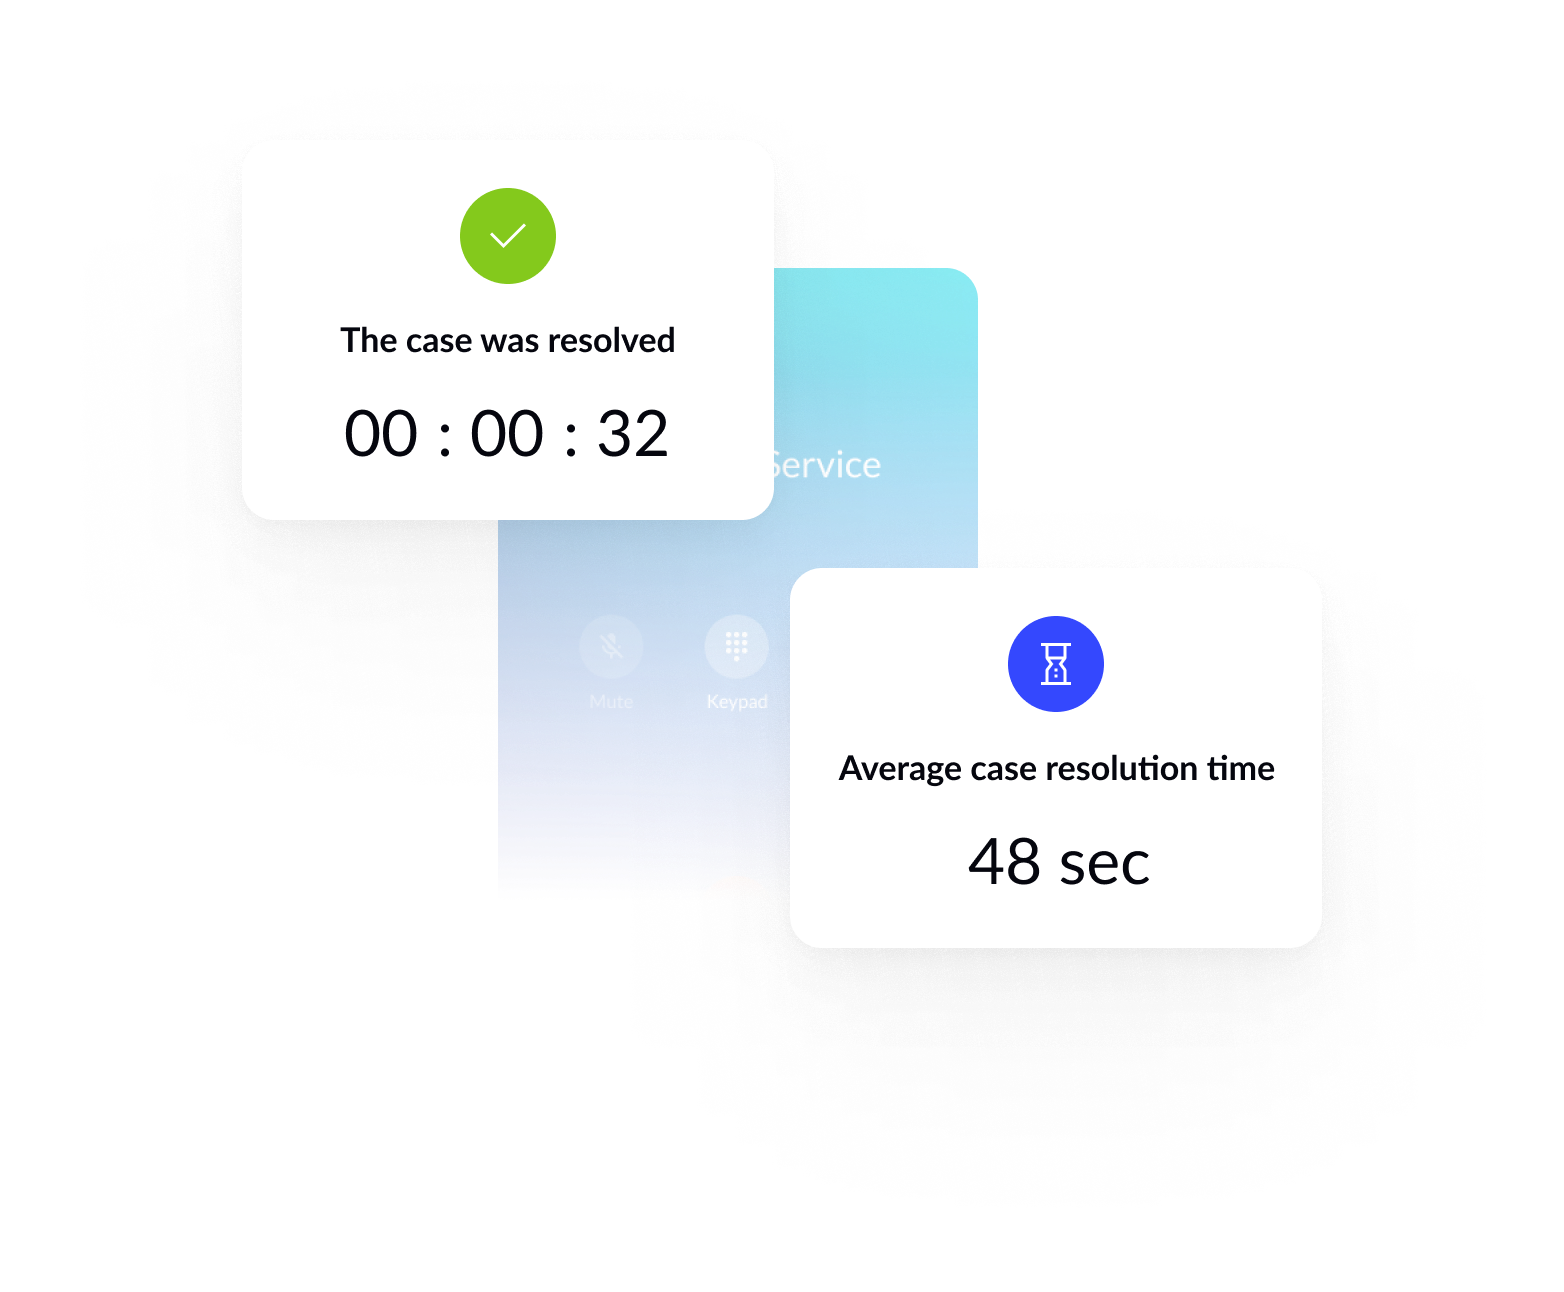 The case was resolved
00 : 00 : 32
Service
Mute
Keypad
Average case resolution time
48 sec